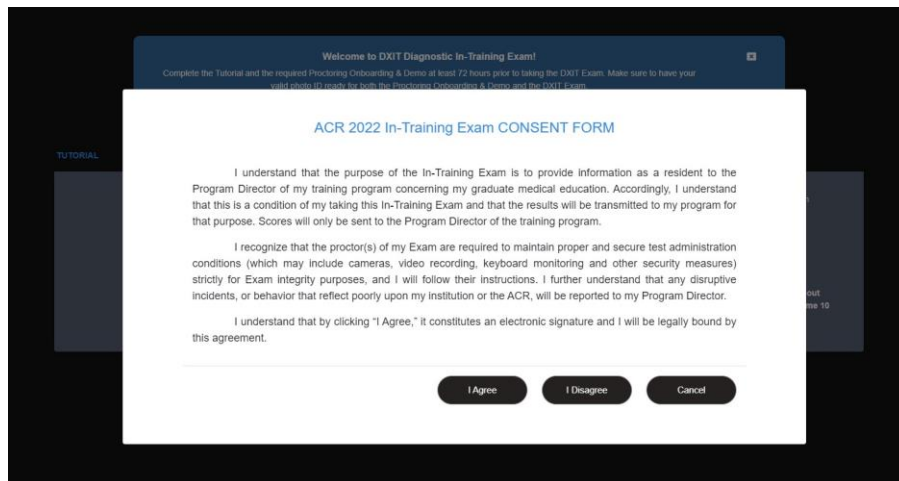 Welcome to DXIT Diagnostic In-Training Exam!
Complete the Tutorial and the required Proctoring Onboarding & Demo at least 72 hours prior to taking the DXIT Exam. Make sure to have your
valid photo ID ready for both the Proctoring Onboarding & Demo and the DXIT Exam
ACR 2022 In-Training Exam CONSENT FORM
TUTORIAL
I understand that the purpose of the In-Training Exam is to provide information as a resident to the
Program Director of my training program concerning my graduate medical education. Accordingly, I understand
that this is a condition of my taking this In-Training Exam and that the results will be transmitted to my program for
that purpose. Scores will only be sent to the Program Director of the training program.
I recognize that the proctor(s) of my Exam are required to maintain proper and secure test administration
conditions (which may include cameras, video recording, keyboard monitoring and other security measures)
strictly for Exam integrity purposes, and I will follow their instructions. I further understand that any disruptive
incidents, or behavior that reflect poorly upon my institution or the ACR, will be reported to my Program Director.
out
me 10
I understand that by clicking “I Agree,” it constitutes an electronic signature and I will be legally bound by
this agreement.
I Agree
I Disagree
Cancel